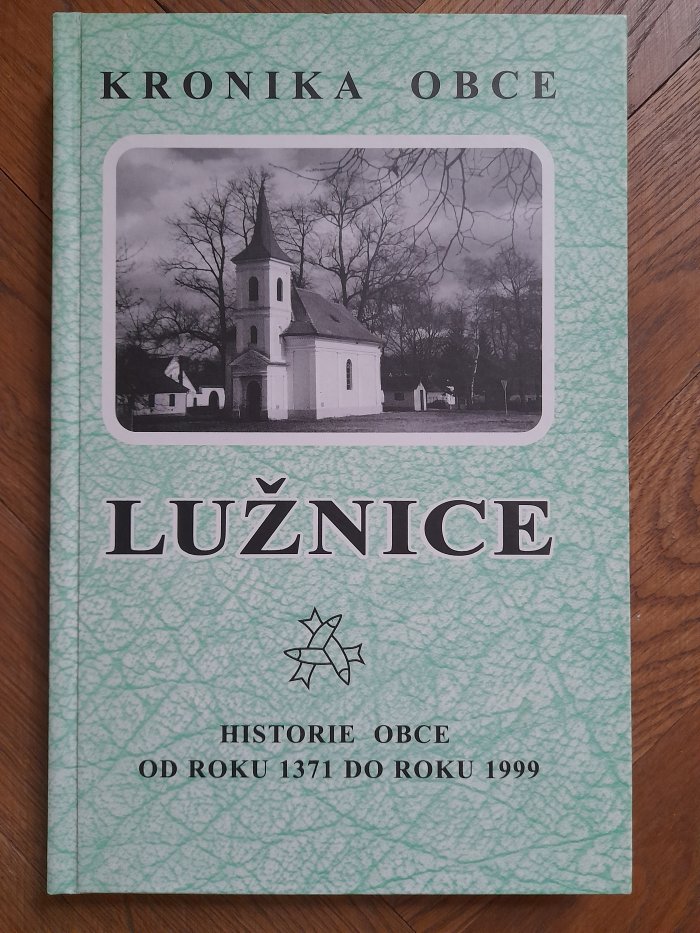 KRONIKA OBCE
LUŽNICE
HISTORIE OBCE
OD ROKU 1371 DO ROKU 1999